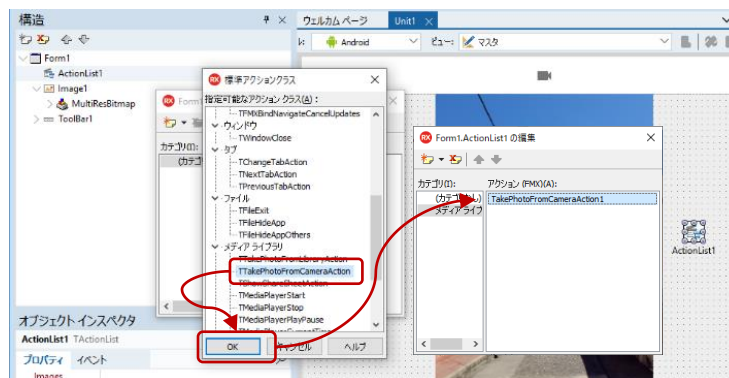 構造
Form1
ActionList1
Image1
MultiResBitmap
ToolBar1
オブジェクト インスペクタ
ActionList1 TActionList
プロパティ イベント
Images
ウェルカム ページ
Unit1
Android
ビュー:
マスタ
Form1
カテゴリ(I):
標準アクションクラス
指定可能なアクション クラス(A):
TFMXBindNavigateCancelUpdates
ウィンドウ
TWindowClose
タブ
TChangeTabAction
TNextTabAction
TPreviousTabAction
ファイル
TFileExit
TFileHideApp
TFileHideAppOthers
メディア ライブラリ
TTakePhotoFromLibraryAction
TTakePhotoFromCameraAction
TShowShareSheetAction
TMediaPlayerStart
TMediaPlayerStop
TMediaPlayerPlayPause
TMediaPlayerCurrentTime
OK
キャンセル
ヘルプ
Form1.ActionList1 の編集
カテゴリ(I):
アクション (FMX)(A):
(カテゴリなし)
TakePhotoFromCameraAction1
メディア ライブ
ActionList1